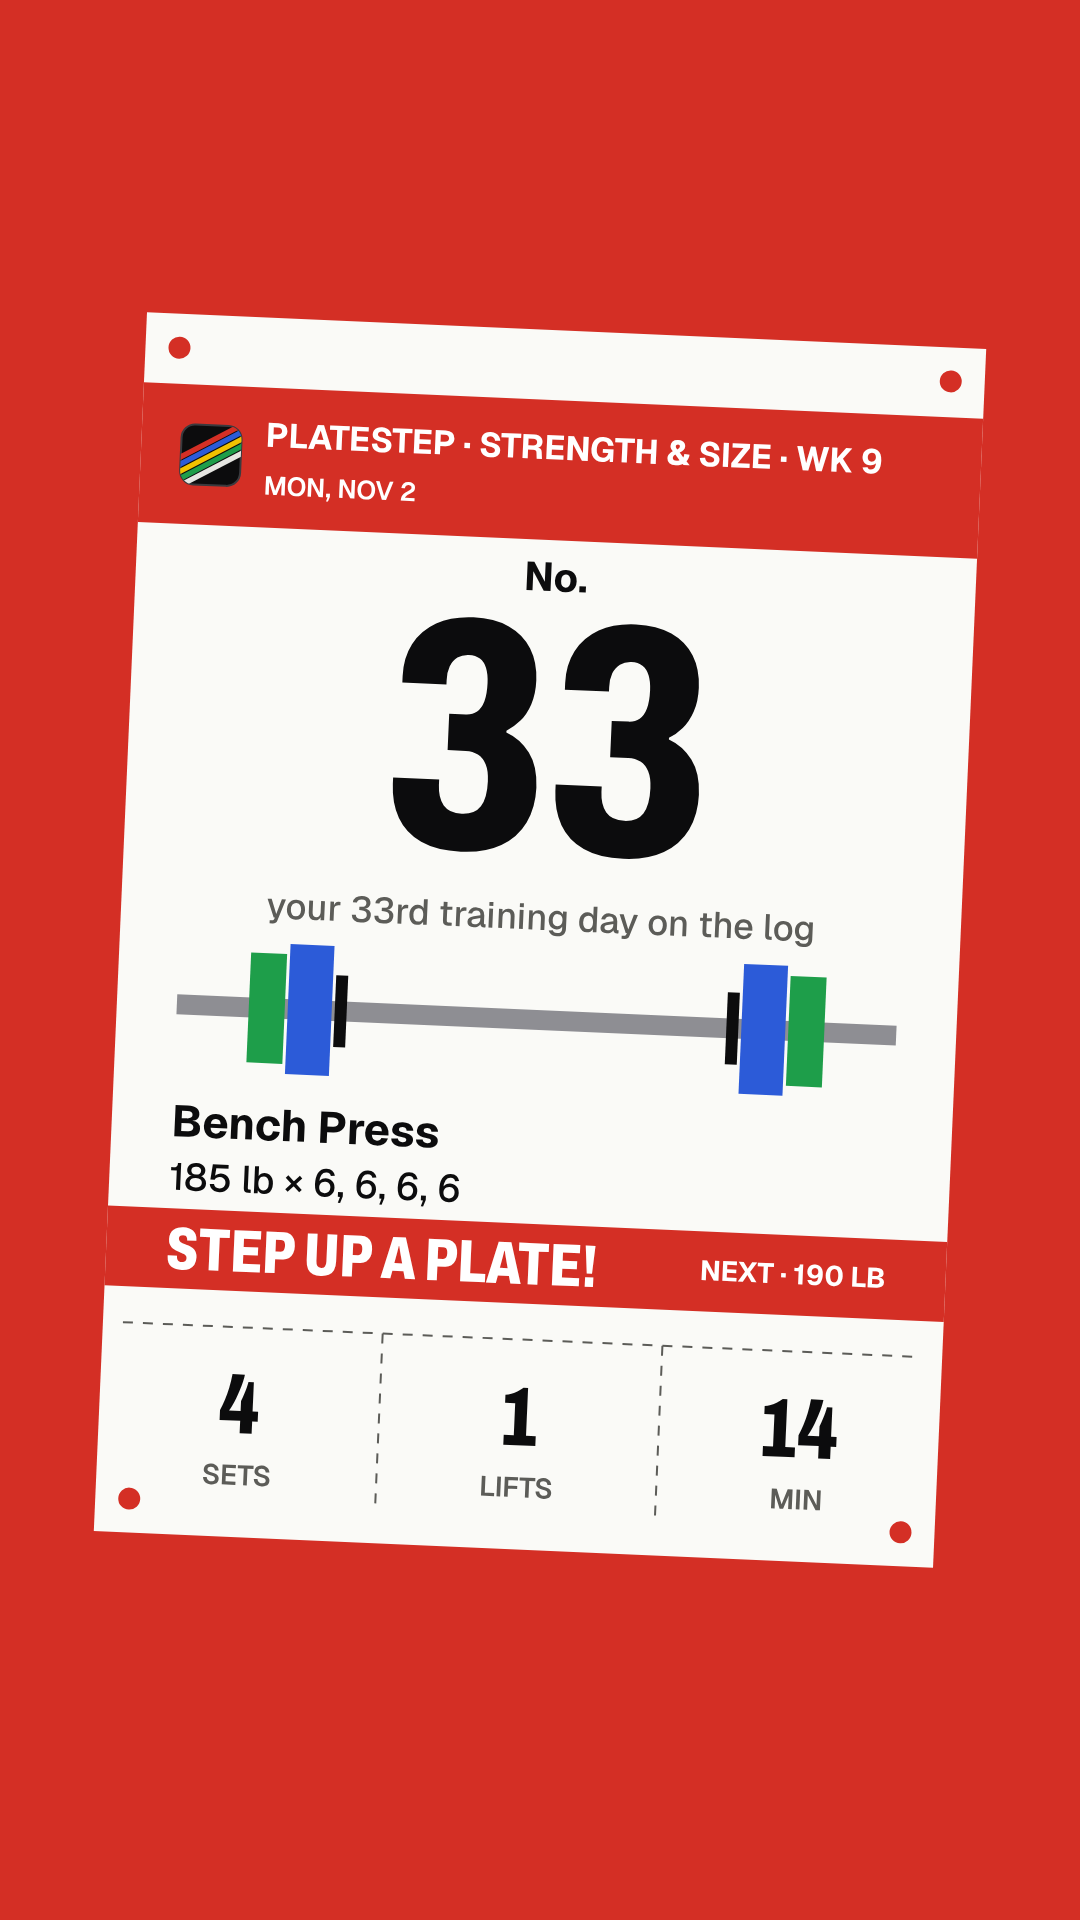 PLATESTEP · STRENGTH & SIZE · WK 9
MON, NOV 2
No.
33
your 33rd training day on the log
Bench Press
185 lb × 6, 6, 6, 6
STEP UP A PLATE!
NEXT · 190 LB
4
SETS
1
LIFTS
14
MIN